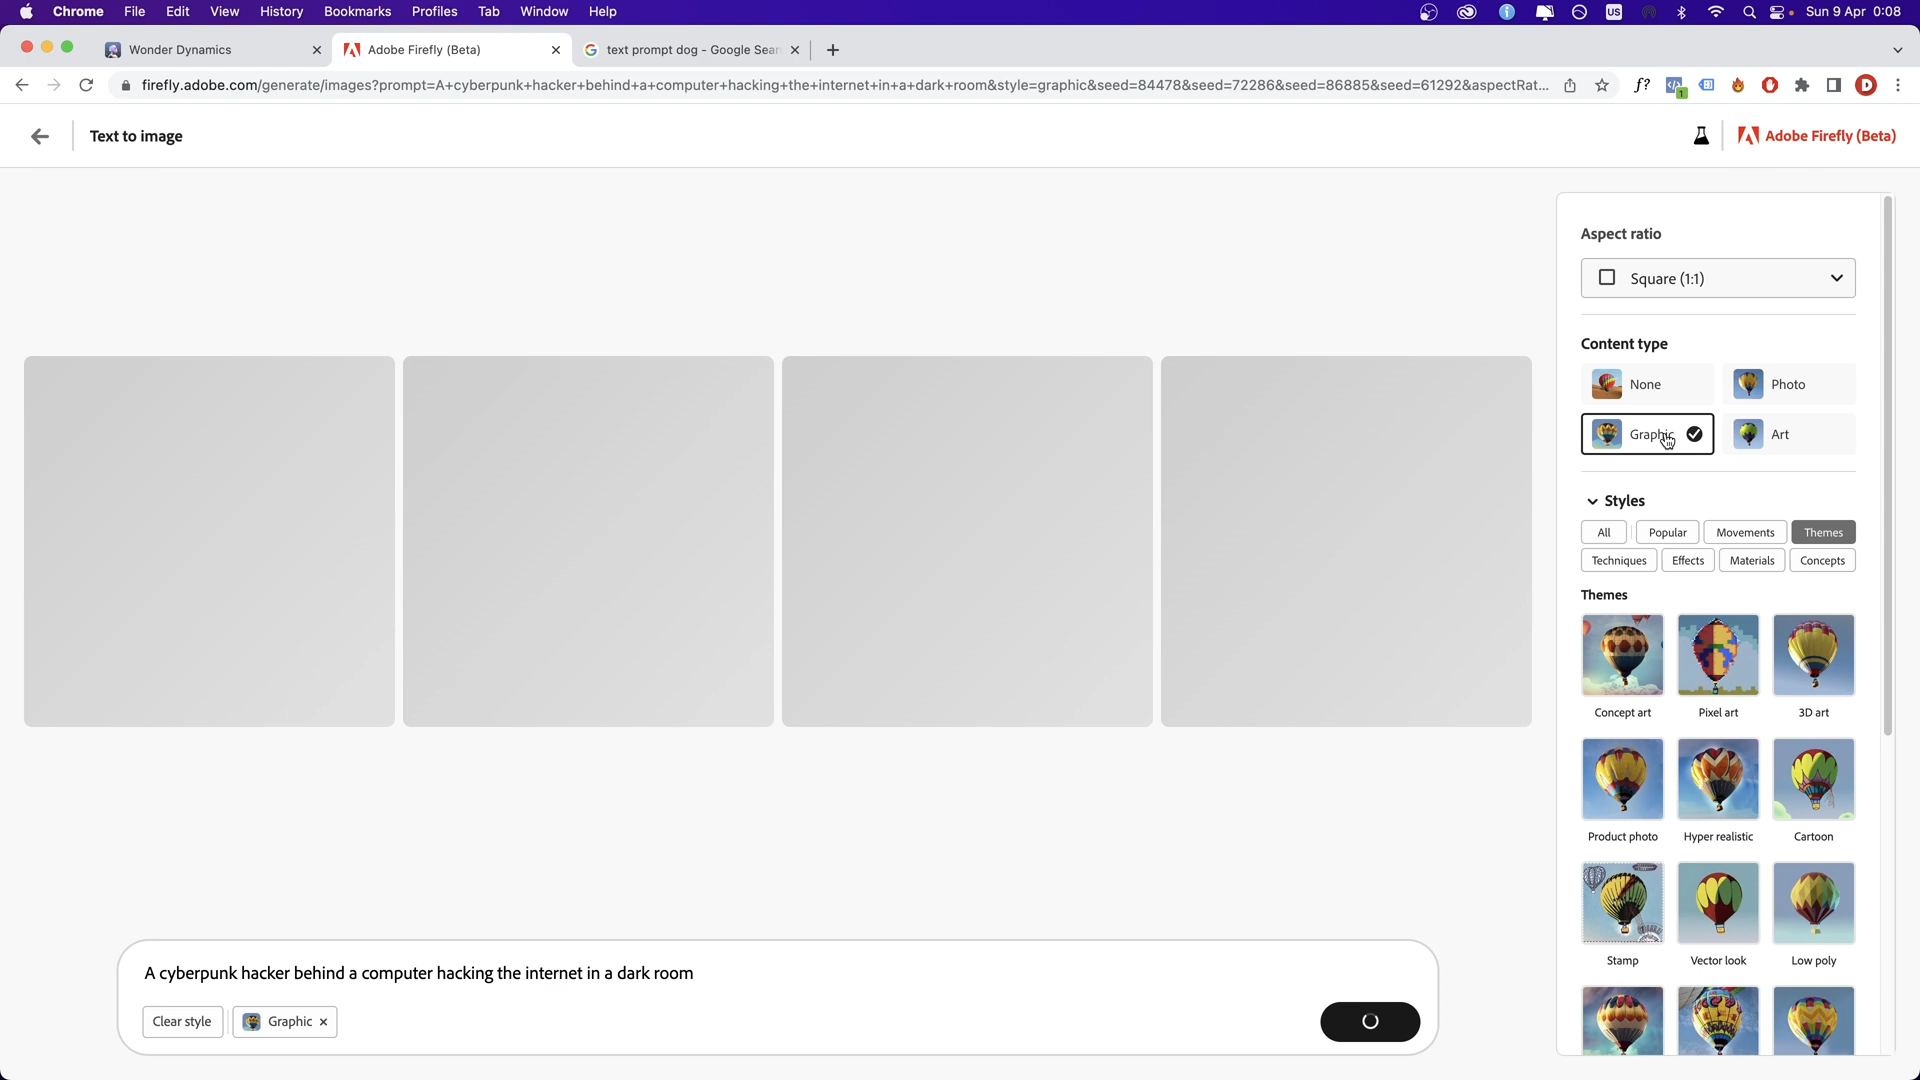 Chrome File Edit View History Bookmarks Profiles Tab Window Help US Sun 9 Apr 0:08
Wonder Dynamics Adobe Firefly (Beta) text prompt dog - Google Sear
firefly.adobe.com/generate/images?prompt=A+cyberpunk+hacker+behind+a+computer+hacking+the+internet+in+a+dark+room&style=graphic&seed=84478&seed=72286&seed=86885&seed=61292&aspectRat... f? 1 D
Text to image Adobe Firefly (Beta)
Aspect ratio
Square (1:1)
Content type
None Photo
Graphic Art
Styles
All Popular Movements Themes
Techniques Effects Materials Concepts
Themes
Concept art Pixel art 3D art
Product photo Hyper realistic Cartoon
Stamp Vector look Low poly
A cyberpunk hacker behind a computer hacking the internet in a dark room
Clear style Graphic